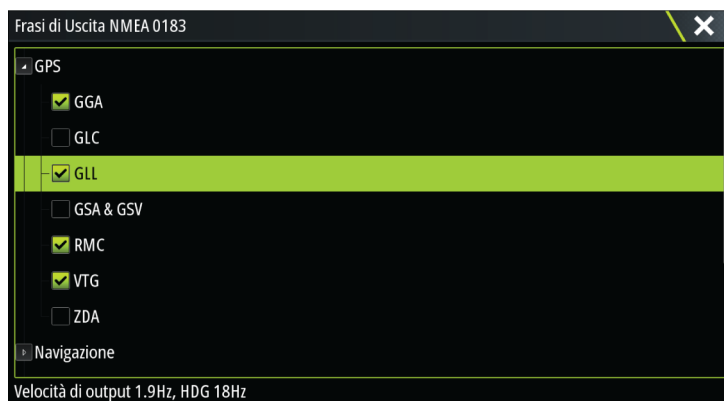 Frasi di Uscita NMEA 0183
GPS
GGA
GLC
GLL
GSA & GSV
RMC
VTG
ZDA
Navigazione
Velocità di output 1.9Hz, HDG 18Hz